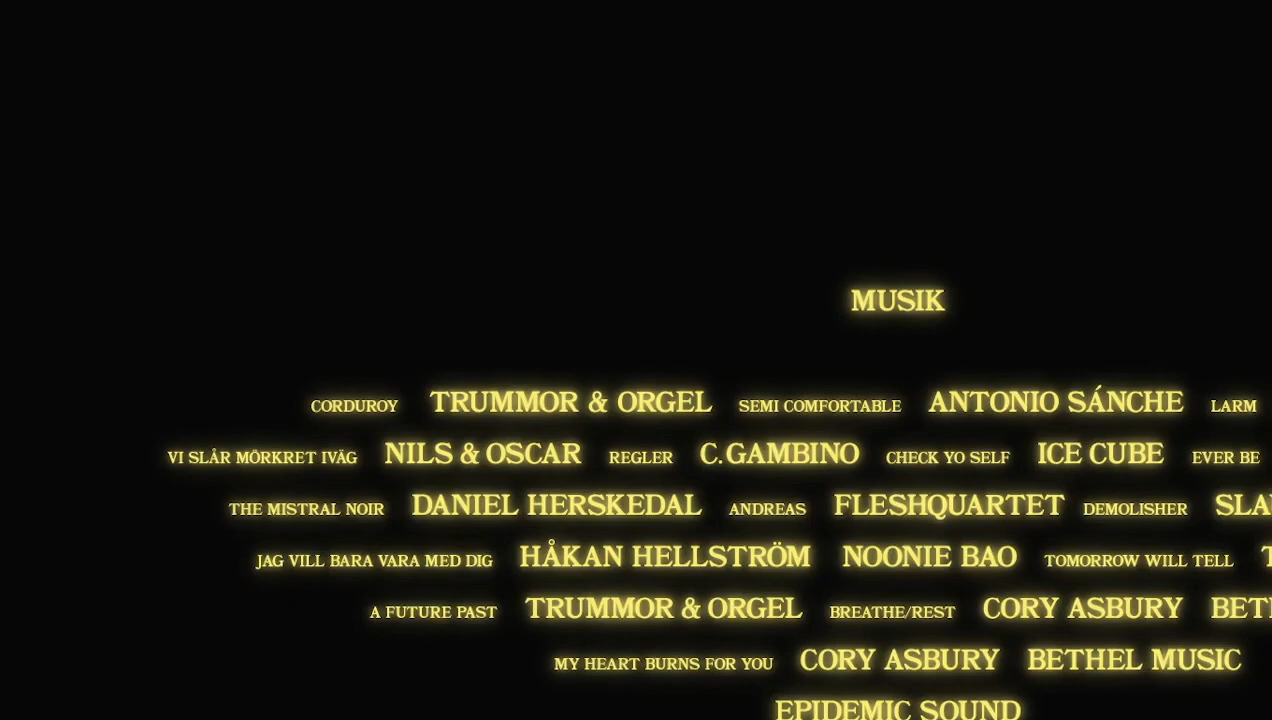 MUSIK
CORDUROY TRUMMOR & ORGEL SEMI COMFORTABLE ANTONIO SÁNCHE LARM
VI SLÅR MÖRKRET IVÄG NILS & OSCAR REGLER C.GAMBINO CHECK YO SELF ICE CUBE EVER BE
THE MISTRAL NOIR DANIEL HERSKEDAL ANDREAS FLESHQUARTET DEMOLISHER
JAG VILL BARA VARA MED DIG HÅKAN HELLSTRÖM NOONIE BAO TOMORROW WILL TELL
A FUTURE PAST TRUMMOR & ORGEL BREATHE/REST CORY ASBURY
MY HEART BURNS FOR YOU CORY ASBURY BETHEL MUSIC
EPIDEMIC SOUND